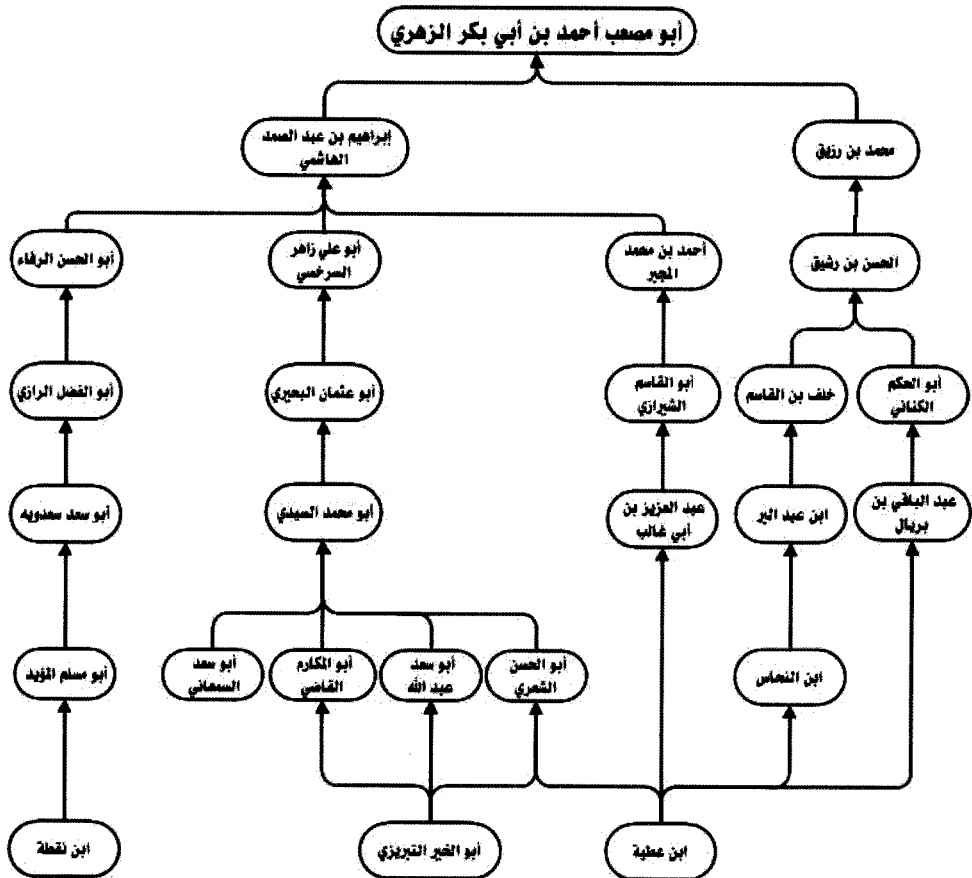 أبو مصعب أحمد بن أبي بكر الزهري
محمد بن رزيق
إبراهيم بن عبد الصمد
الهاشمي
الحسن بن رشيق
أحمد بن محمد
المجبر
أبو علي زاهر
السرخسي
أبو الحسن الرفاء
أبو الحكم
الكناني
خلف بن القاسم
أبو القاسم
الشيرازي
أبو عثمان البحيري
أبو الفضل الرازي
عبد الباقي بن
بريال
ابن عبد البر
عبد العزيز بن
أبي غالب
أبو محمد السيدي
أبو سعد سعدويه
ابن النحاس
أبو الحسن
الشعري
أبو سعد
عبد الله
أبو المكارم
القاضي
أبو سعد
السمعاني
أبو مسلم المؤيد
ابن عطية
أبو الخير التبريزي
ابن نقطة